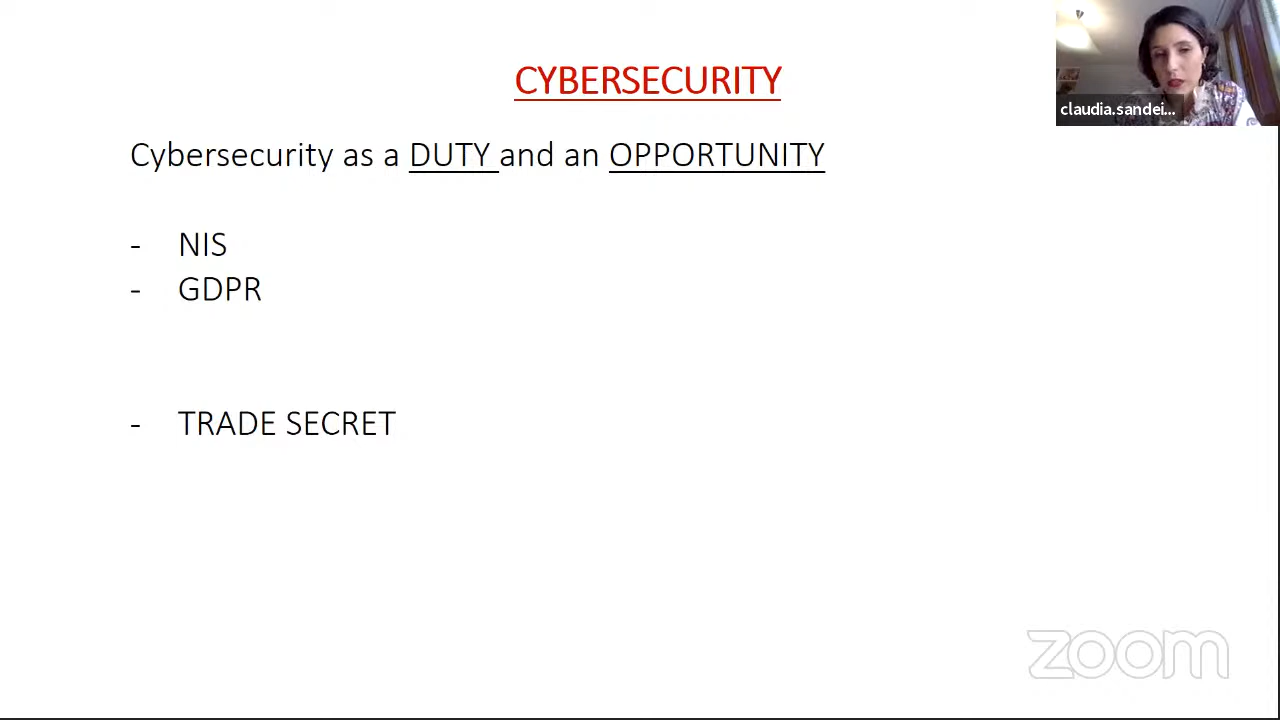 CYBERSECURITY
claudia.sandei...
Cybersecurity as a DUTY and an OPPORTUNITY
- NIS
- GDPR
- TRADE SECRET
zoom